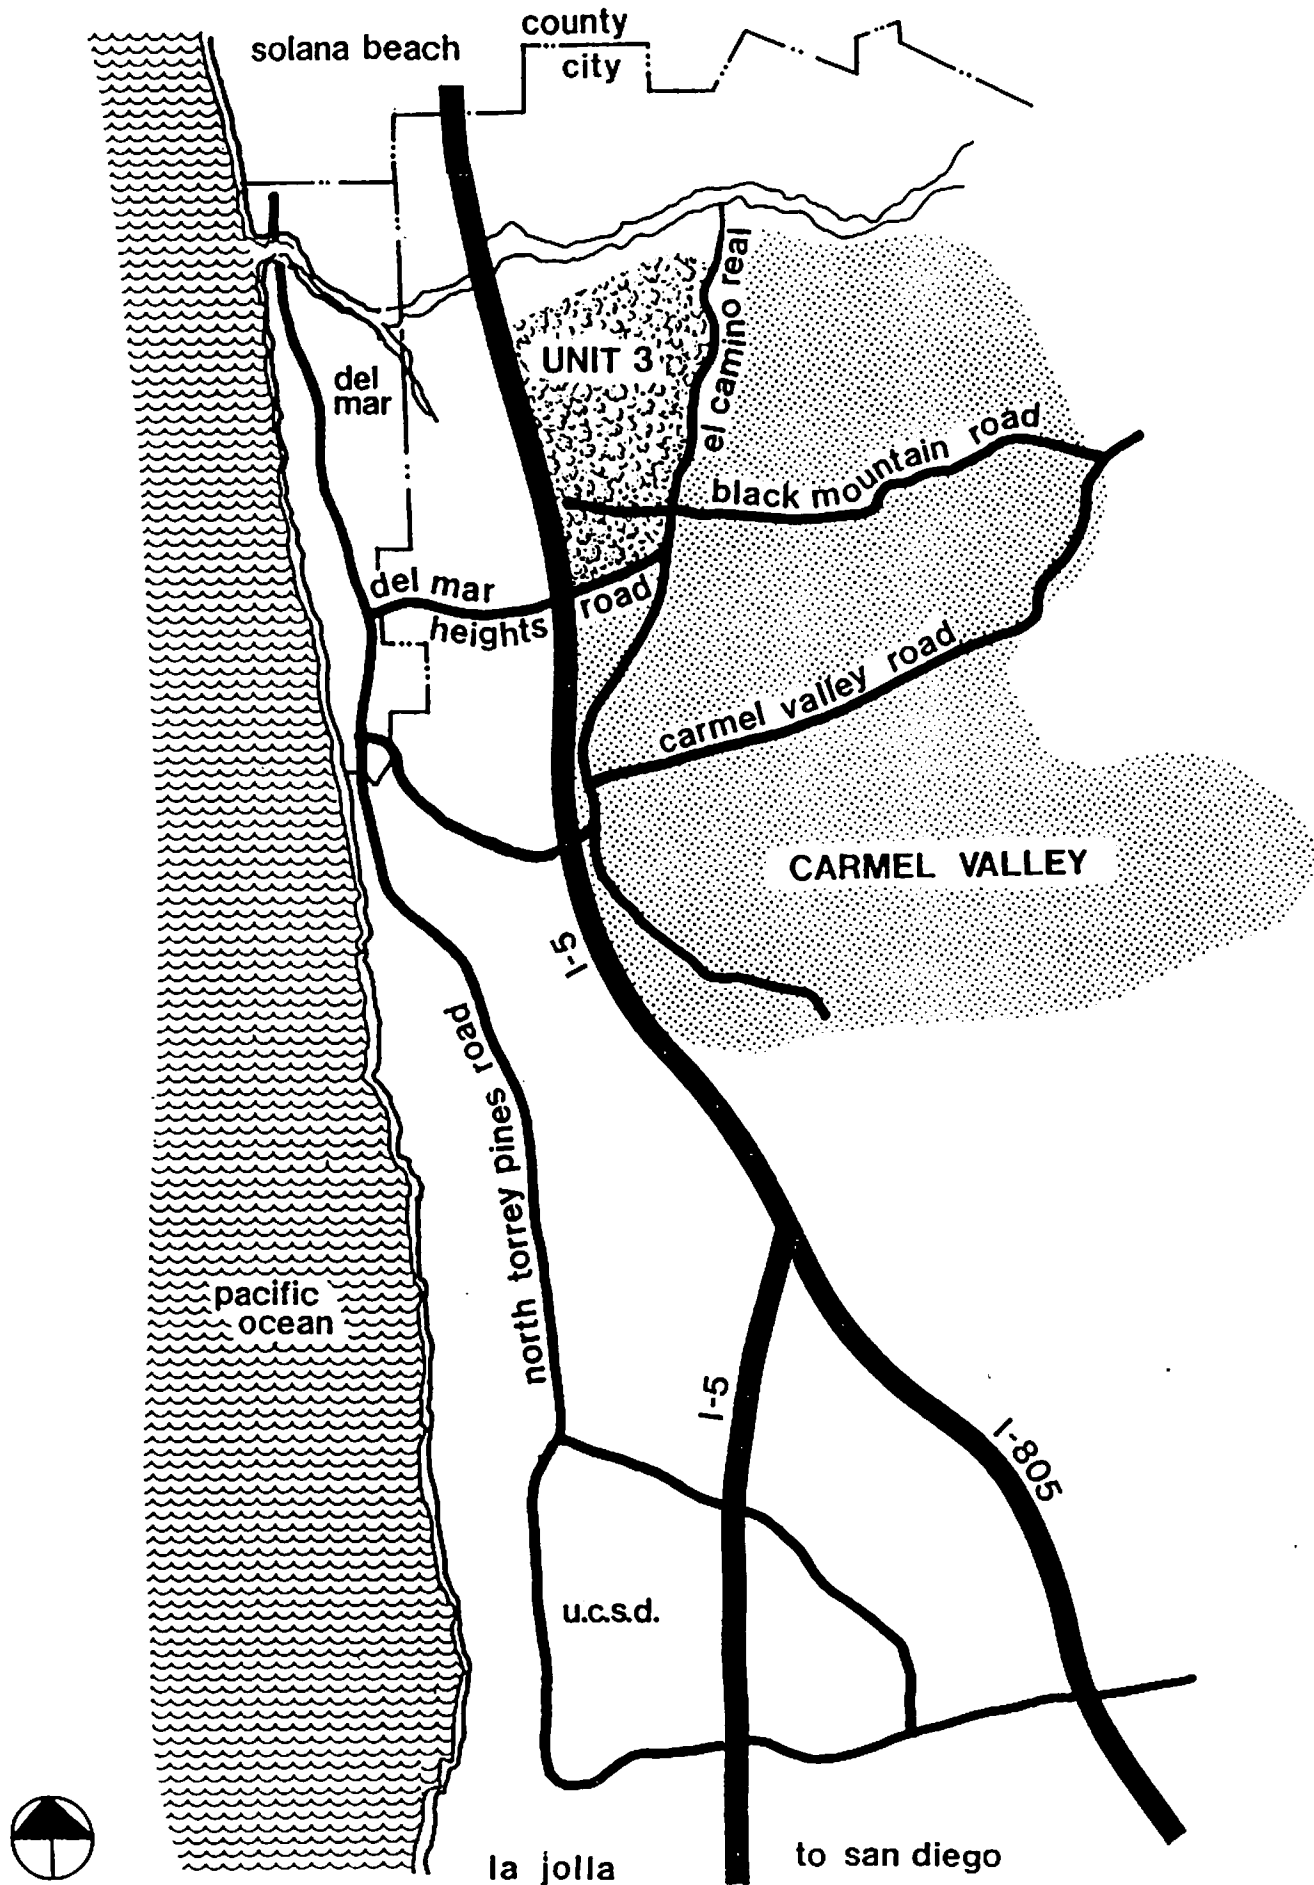 county
solana beach
city
el camino real
UNIT 3
del
mar
black mountain road
del mar
heights road
carmel valley road
CARMEL VALLEY
I-5
north torrey pines road
pacific
ocean
I-5
I-805
u.c.s.d.
la jolla
to san diego